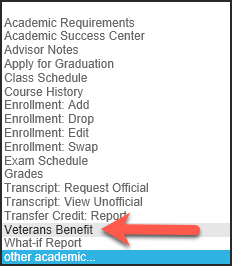 Academic Requirements
Academic Success Center
Advisor Notes
Apply for Graduation
Class Schedule
Course History
Enrollment: Add
Enrollment: Drop
Enrollment: Edit
Enrollment: Swap
Exam Schedule
Grades
Transcript: Request Official
Transcript: View Unofficial
Transfer Credit: Report
Veterans Benefit
What-if Report
other academic...